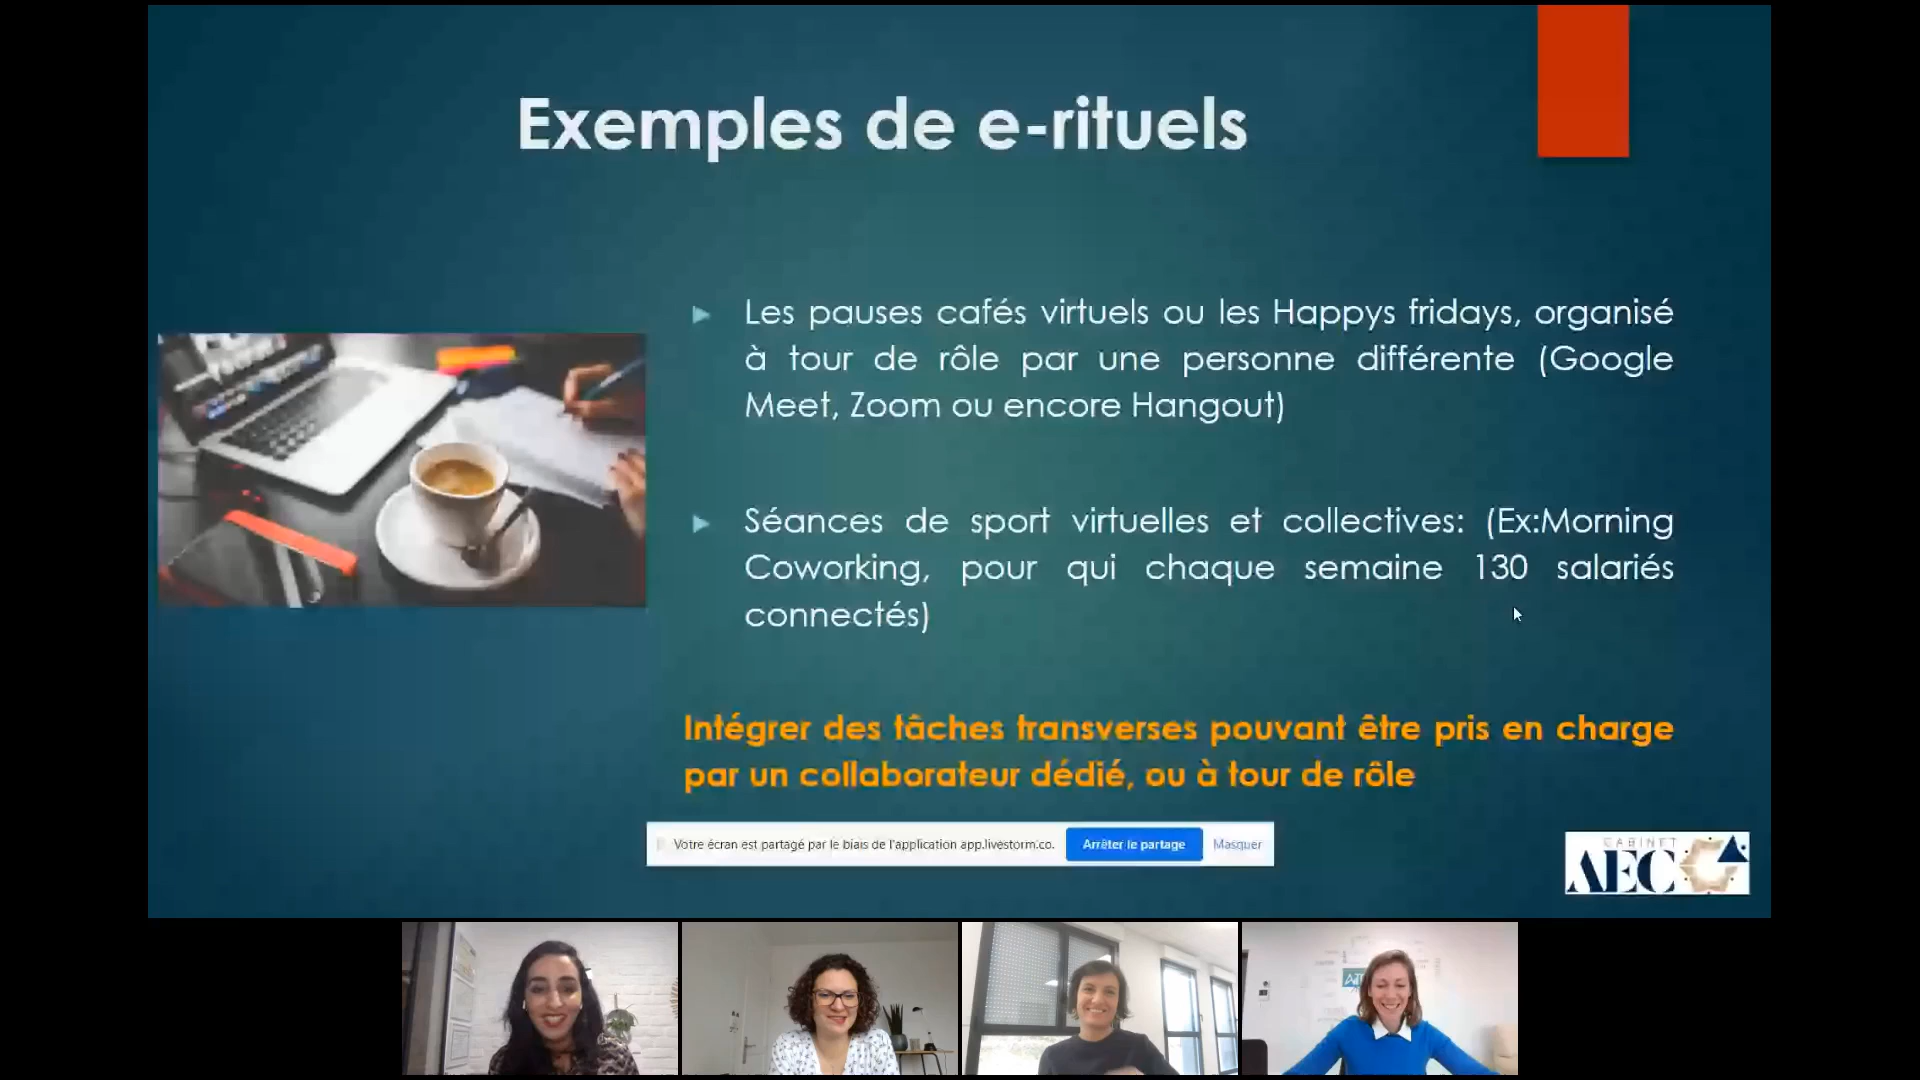 Exemples de e-rituels
Les pauses cafés virtuels ou les Happys fridays, organisé
à tour de rôle par une personne différente (Google
Meet, Zoom ou encore Hangout)
Séances de sport virtuelles et collectives: (Ex:Morning
Coworking, pour qui chaque semaine 130 salariés
connectés)
Intégrer des tâches transverses pouvant être pris en charge
par un collaborateur dédié, ou à tour de rôle
Votre écran est partagé par le biais de l'application app.livestorm.co.
Arrêter le partage
Masquer
CABINET
AEC